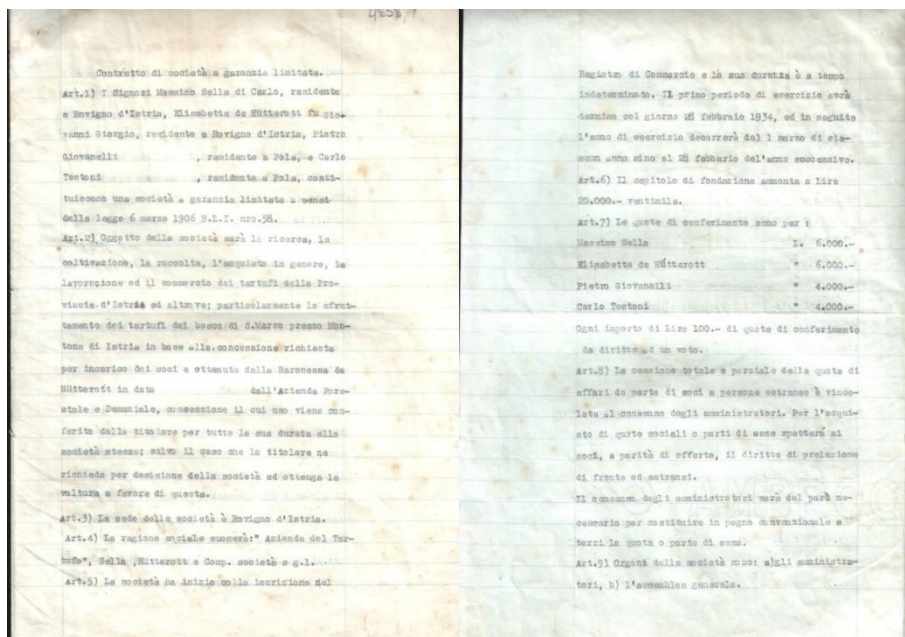 4258/1
Contratto di società a garanzia limitata.
Art.1) I Signori Massimo Sella di Carlo, residente
a Rovigno d'Istria, Elisabetta de Hütterott fu Gio-
vanni Giorgio, residente a Rovigno d'Istria, Pietro
Giovanelli , residente a Pola, e Carlo
Testoni , residente a Pola, costi-
tuiscono una società a garanzia limitata a sensi
della legge 6 marzo 1906 B.L.I. nro.58.
Art.2) Oggetto della società sarà la ricerca, la
coltivazione, la raccolta, l'acquisto in genere, la
lavorazione ed il commercio dei tartufi della Pro-
vincia d'Istria ed altrove; particolarmente lo sfrut-
tamento dei tartufi del bosco di S.Marco presso Mon-
tona di Istria in base alla concessione richiesta
per incarico dei soci e ottenuta dalla Baronessa de
Hütterott in data dall'Azienda Fore-
stale e Demaniale, concessione il cui uso viene con-
ferito dalla titolare per tutta la sua durata alla
società stessa; salvo il caso che la titolare ne
richieda per decisione della società ed ottenga la
voltura a favore di questa.
Art.3) La sede della società è Rovigno d'Istria.
Art.4) La ragione sociale suonerà:" Azienda del Tar-
tufo", Sella ,Hütterott e Comp. società a g.l.
Art.5) La società ha inizio colla iscrizione nel
Registro di Commercio e la sua durata è a tempo
indeterminato. Il primo periodo di esercizio avrà
termine col giorno 28 febbraio 1934, ed in seguito
l'anno di esercizio decorrerà dal 1 marzo di cia-
scun anno sino al 28 febbario del'anno successivo.
Art.6) Il capitolo di fondazione ammonta a Lire
20.000.- ventimila.
Art.7) Le quote di conferimento sono per :
Massimo Sella L. 6.000.-
Elisabetta de Hütterott " 6.000.-
Pietro Giovanelli " 4.000.-
Carlo Testoni " 4.000.-
Ogni importo di Lire 100.- di quota di conferimento
da diritto ad un voto.
Art.8) La cessione totale e parziale della quota di
affari da parte di soci a persone estranee è vinco-
lata al consenso degli amministratori. Per l'acqui-
sto di quote sociali o parti di esse spetterà ai
soci, a parità di offerte, il diritto di prelazione
di fronte ad estranei.
Il consenso degli amministratori sarà del pari ne-
cessario per costituire in pegno convenzionale a
terzi la quota o parte di essa.
Art.9) Organi della società sono: a)gli amministra-
tori, b) l'assemblea generale.